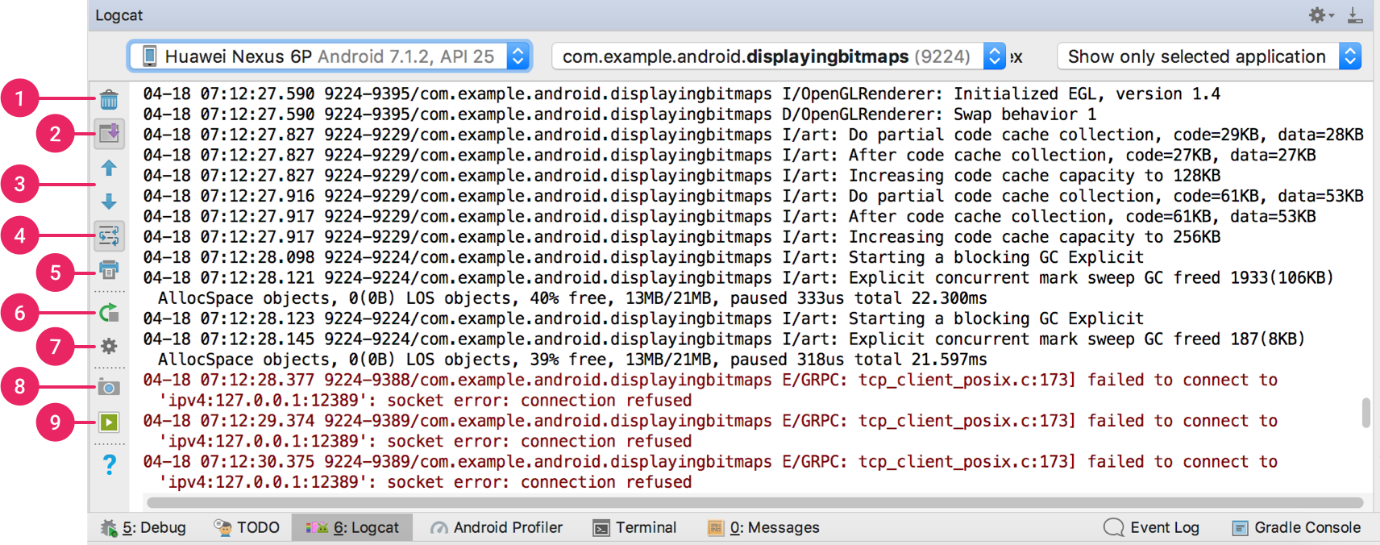 Logcat
Huawei Nexus 6P Android 7.1.2, API 25
com.example.android.displayingbitmaps (9224)
Show only selected application
1
2
3
4
5
6
7
8
9
04-18 07:12:27.590 9224-9395/com.example.android.displayingbitmaps I/OpenGLRenderer: Initialized EGL, version 1.4
04-18 07:12:27.590 9224-9395/com.example.android.displayingbitmaps D/OpenGLRenderer: Swap behavior 1
04-18 07:12:27.827 9224-9229/com.example.android.displayingbitmaps I/art: Do partial code cache collection, code=29KB, data=28KB
04-18 07:12:27.827 9224-9229/com.example.android.displayingbitmaps I/art: After code cache collection, code=27KB, data=27KB
04-18 07:12:27.827 9224-9229/com.example.android.displayingbitmaps I/art: Increasing code cache capacity to 128KB
04-18 07:12:27.916 9224-9229/com.example.android.displayingbitmaps I/art: Do partial code cache collection, code=61KB, data=53KB
04-18 07:12:27.917 9224-9229/com.example.android.displayingbitmaps I/art: After code cache collection, code=61KB, data=53KB
04-18 07:12:27.917 9224-9229/com.example.android.displayingbitmaps I/art: Increasing code cache capacity to 256KB
04-18 07:12:28.098 9224-9224/com.example.android.displayingbitmaps I/art: Starting a blocking GC Explicit
04-18 07:12:28.121 9224-9224/com.example.android.displayingbitmaps I/art: Explicit concurrent mark sweep GC freed 1933(106KB)
AllocSpace objects, 0(0B) LOS objects, 40% free, 13MB/21MB, paused 333us total 22.300ms
04-18 07:12:28.123 9224-9224/com.example.android.displayingbitmaps I/art: Starting a blocking GC Explicit
04-18 07:12:28.145 9224-9224/com.example.android.displayingbitmaps I/art: Explicit concurrent mark sweep GC freed 187(8KB)
AllocSpace objects, 0(0B) LOS objects, 39% free, 13MB/21MB, paused 318us total 21.597ms
04-18 07:12:28.377 9224-9388/com.example.android.displayingbitmaps E/GRPC: tcp_client_posix.c:173] failed to connect to
'ipv4:127.0.0.1:12389': socket error: connection refused
04-18 07:12:29.374 9224-9389/com.example.android.displayingbitmaps E/GRPC: tcp_client_posix.c:173] failed to connect to
'ipv4:127.0.0.1:12389': socket error: connection refused
04-18 07:12:30.375 9224-9389/com.example.android.displayingbitmaps E/GRPC: tcp_client_posix.c:173] failed to connect to
'ipv4:127.0.0.1:12389': socket error: connection refused
?
5: Debug
TODO
6: Logcat
Android Profiler
Terminal
0: Messages
Event Log
Gradle Console